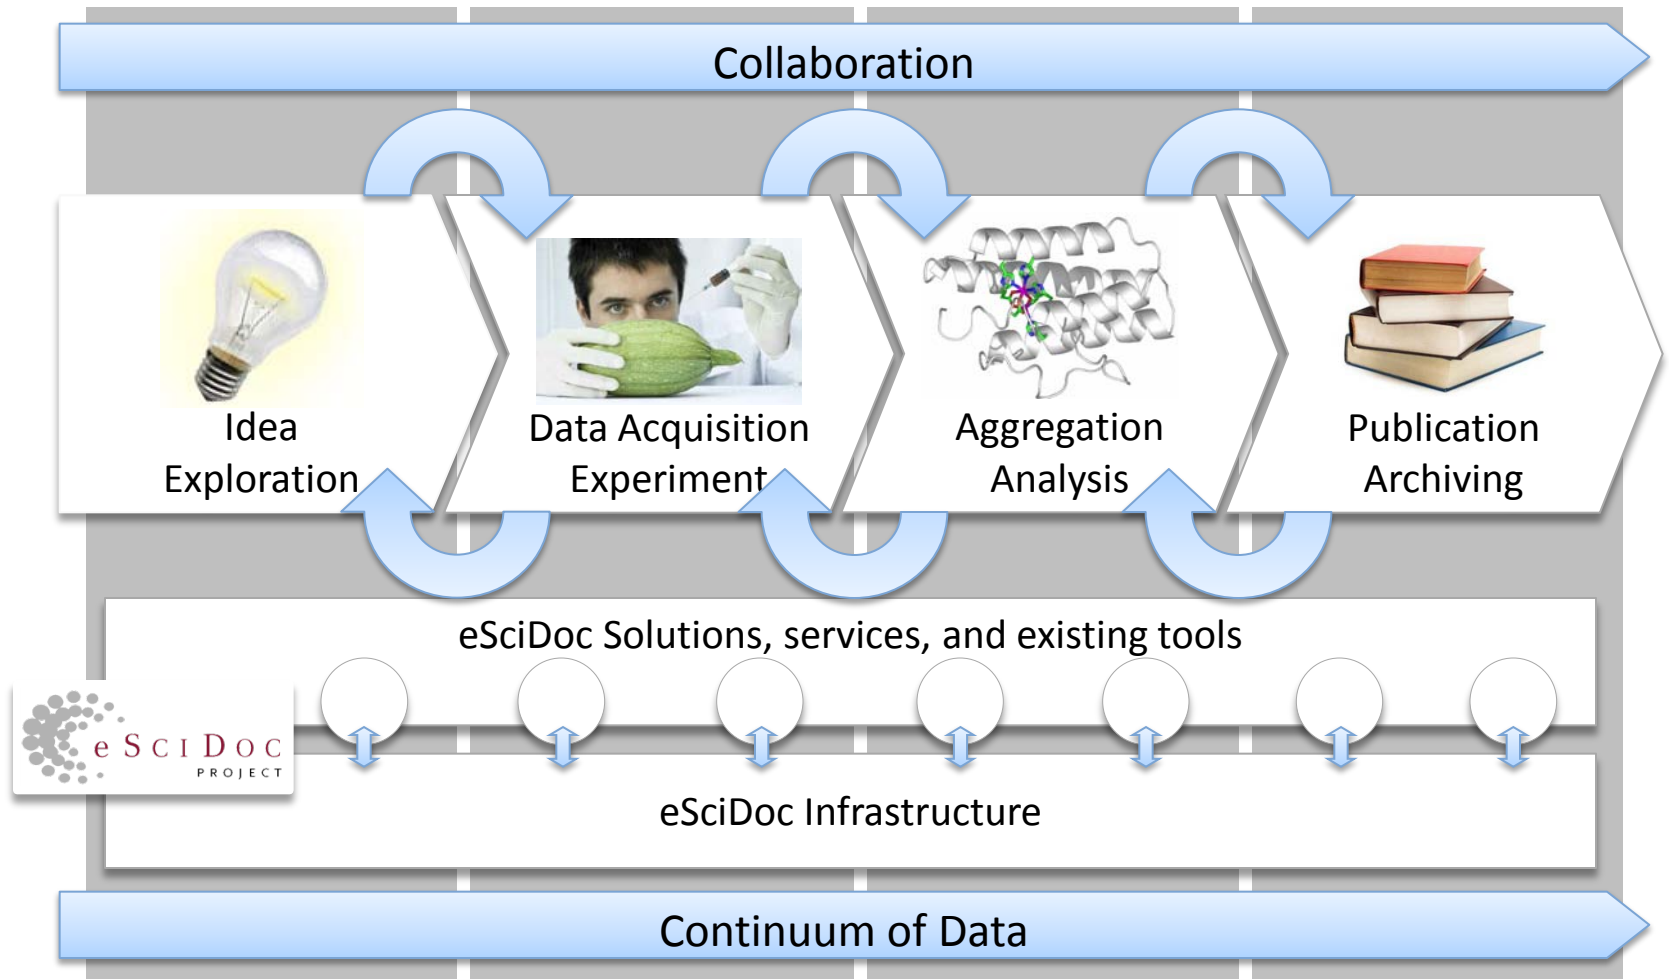 Collaboration
Idea
Exploration
Data Acquisition
Experiment
Aggregation
Analysis
Publication
Archiving
eSciDoc Solutions, services, and existing tools
e SCIDOC
PROJECT
eSciDoc Infrastructure
Continuum of Data